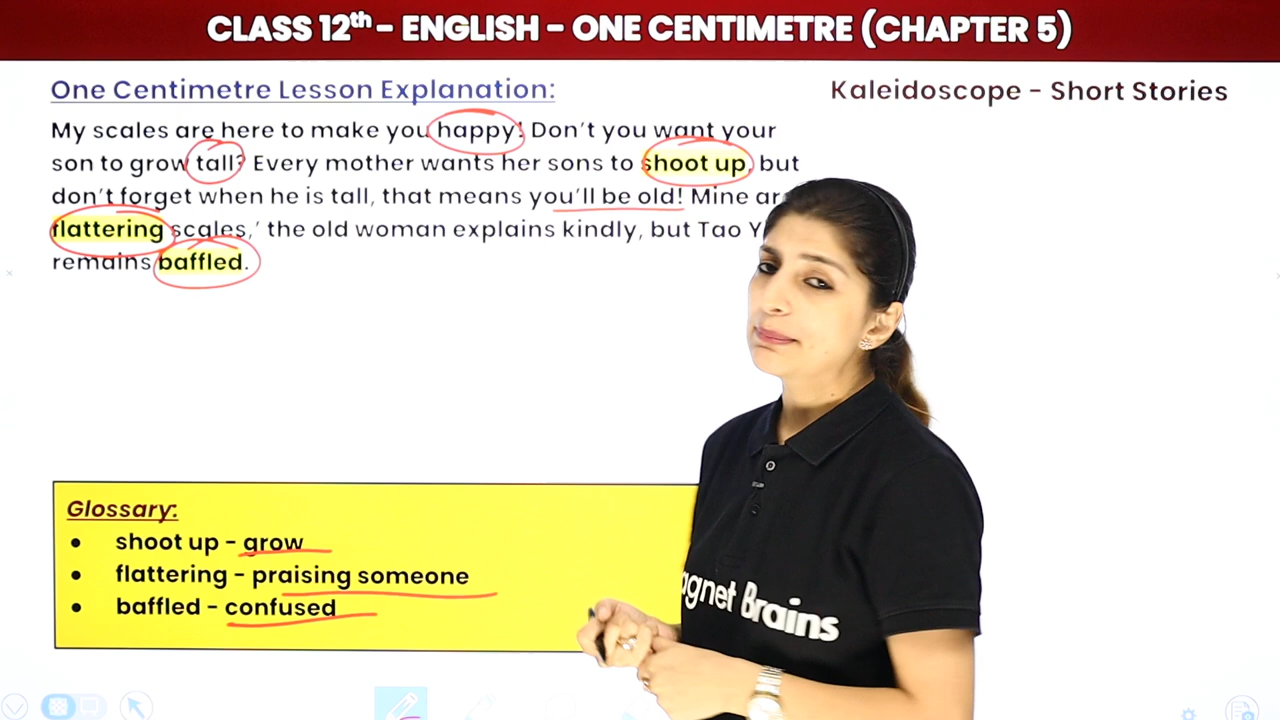 CLASS 12th - ENGLISH - ONE CENTIMETRE (CHAPTER 5)
One Centimetre Lesson Explanation:
Kaleidoscope - Short Stories
My scales are here to make you happy! Don't you want your
son to grow tall? Every mother wants her sons to shoot up, but
don't forget when he is tall, that means you'll be old! Mine
flattering scales,' the old woman explains kindly, but Tao
remains baffled.
Glossary:
• shoot up - grow
• flattering - praising someone
• baffled - confused
Brains